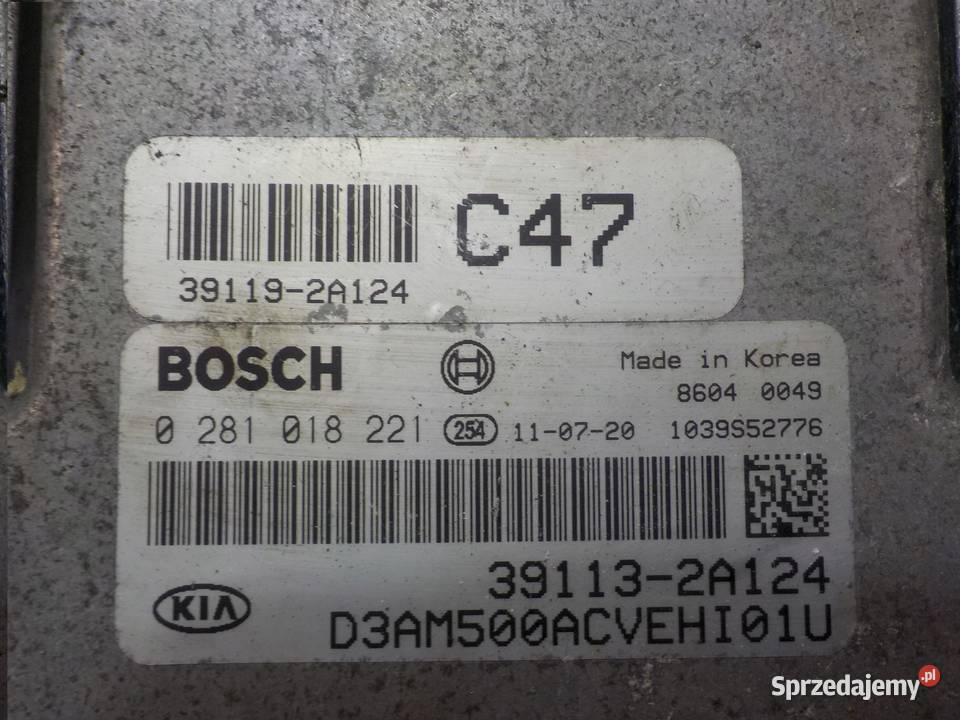 C47
39119-2A124
BOSCH
Made in Korea
8604 0049
0 281 018 221 254 11-07-20 1039S52776
39113-2A124
KIA
D3AM500ACVEHI01U
Sprzedajemy.pl